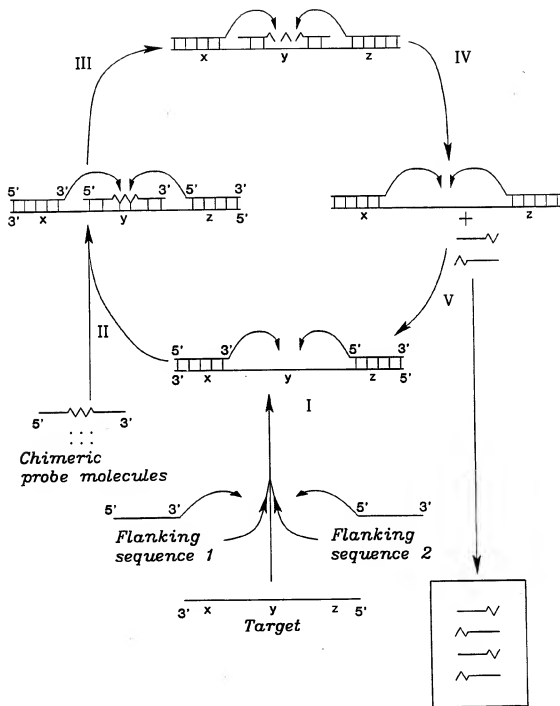 x y z
III
IV
5' 3' 5' 3' 5' 3'
3' x y z 5'
x z
+
II
V
5' 3' 5' 3'
3' x y z 5'
I
5' 3'
Chimeric
probe molecules
5' 3'
Flanking
sequence 1
5' 3'
Flanking
sequence 2
3' x y z 5'
Target